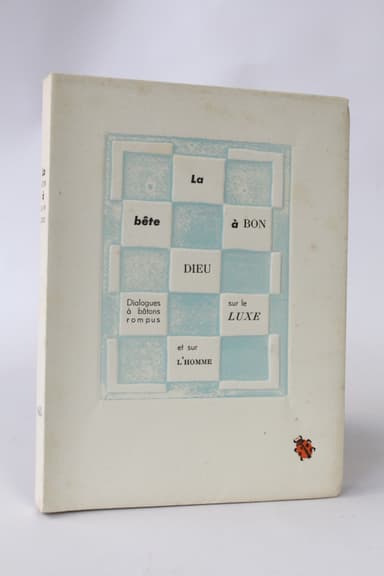 La
bête à BON
DIEU
Dialogues
à bâtons
rompus
sur le
LUXE
et sur
L'HOMME